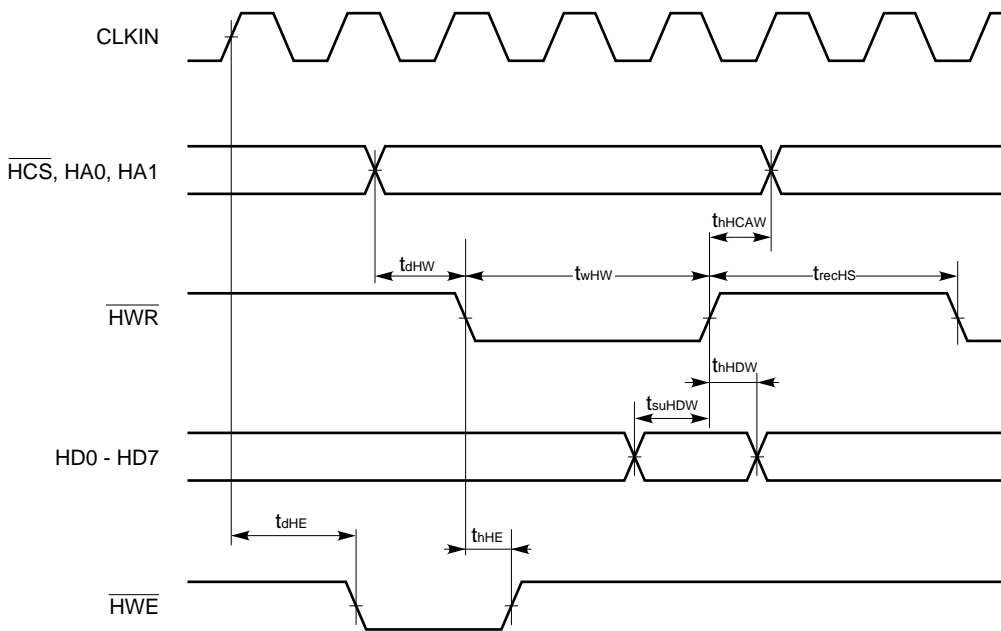 CLKIN
HCS, HA0, HA1
thHCAW
tdHW
twHW
trecHS
HWR
thHDW
tsuHDW
HD0 - HD7
tdHE
thHE
HWE